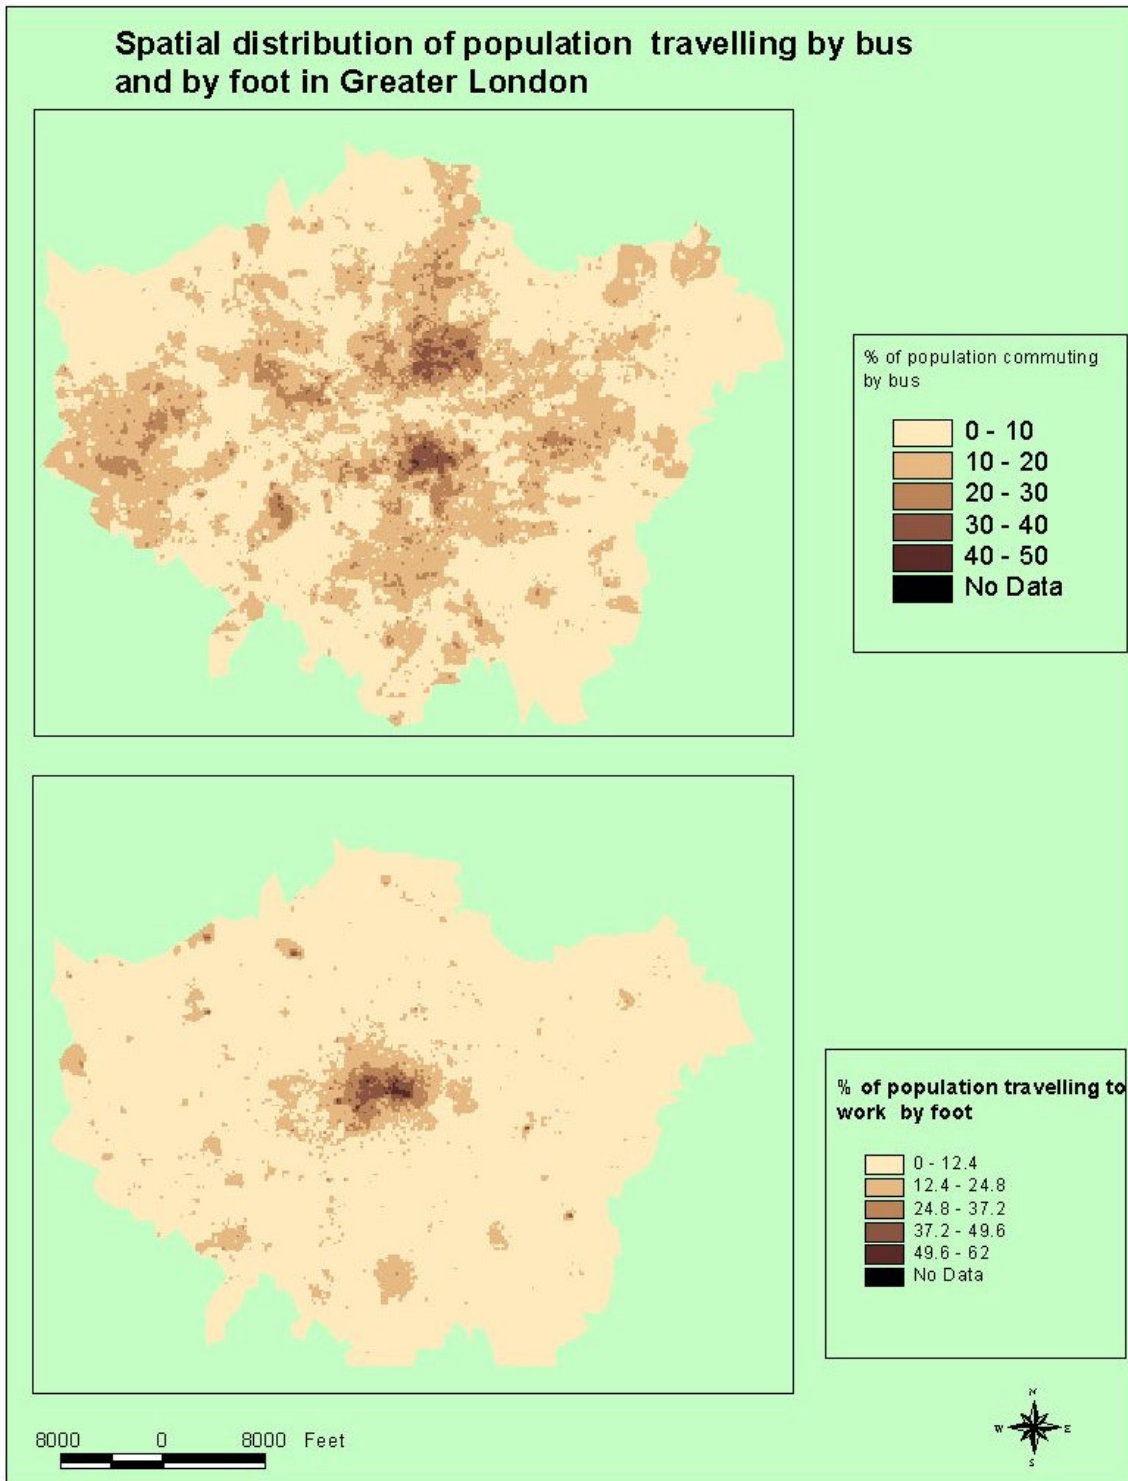 Spatial distribution of population travelling by bus
and by foot in Greater London
% of population commuting
by bus
0 - 10
10 - 20
20 - 30
30 - 40
40 - 50
No Data
% of population travelling to
work by foot
0 - 12.4
12.4 - 24.8
24.8 - 37.2
37.2 - 49.6
49.6 - 62
No Data
8000 0 8000 Feet
N
W E
S